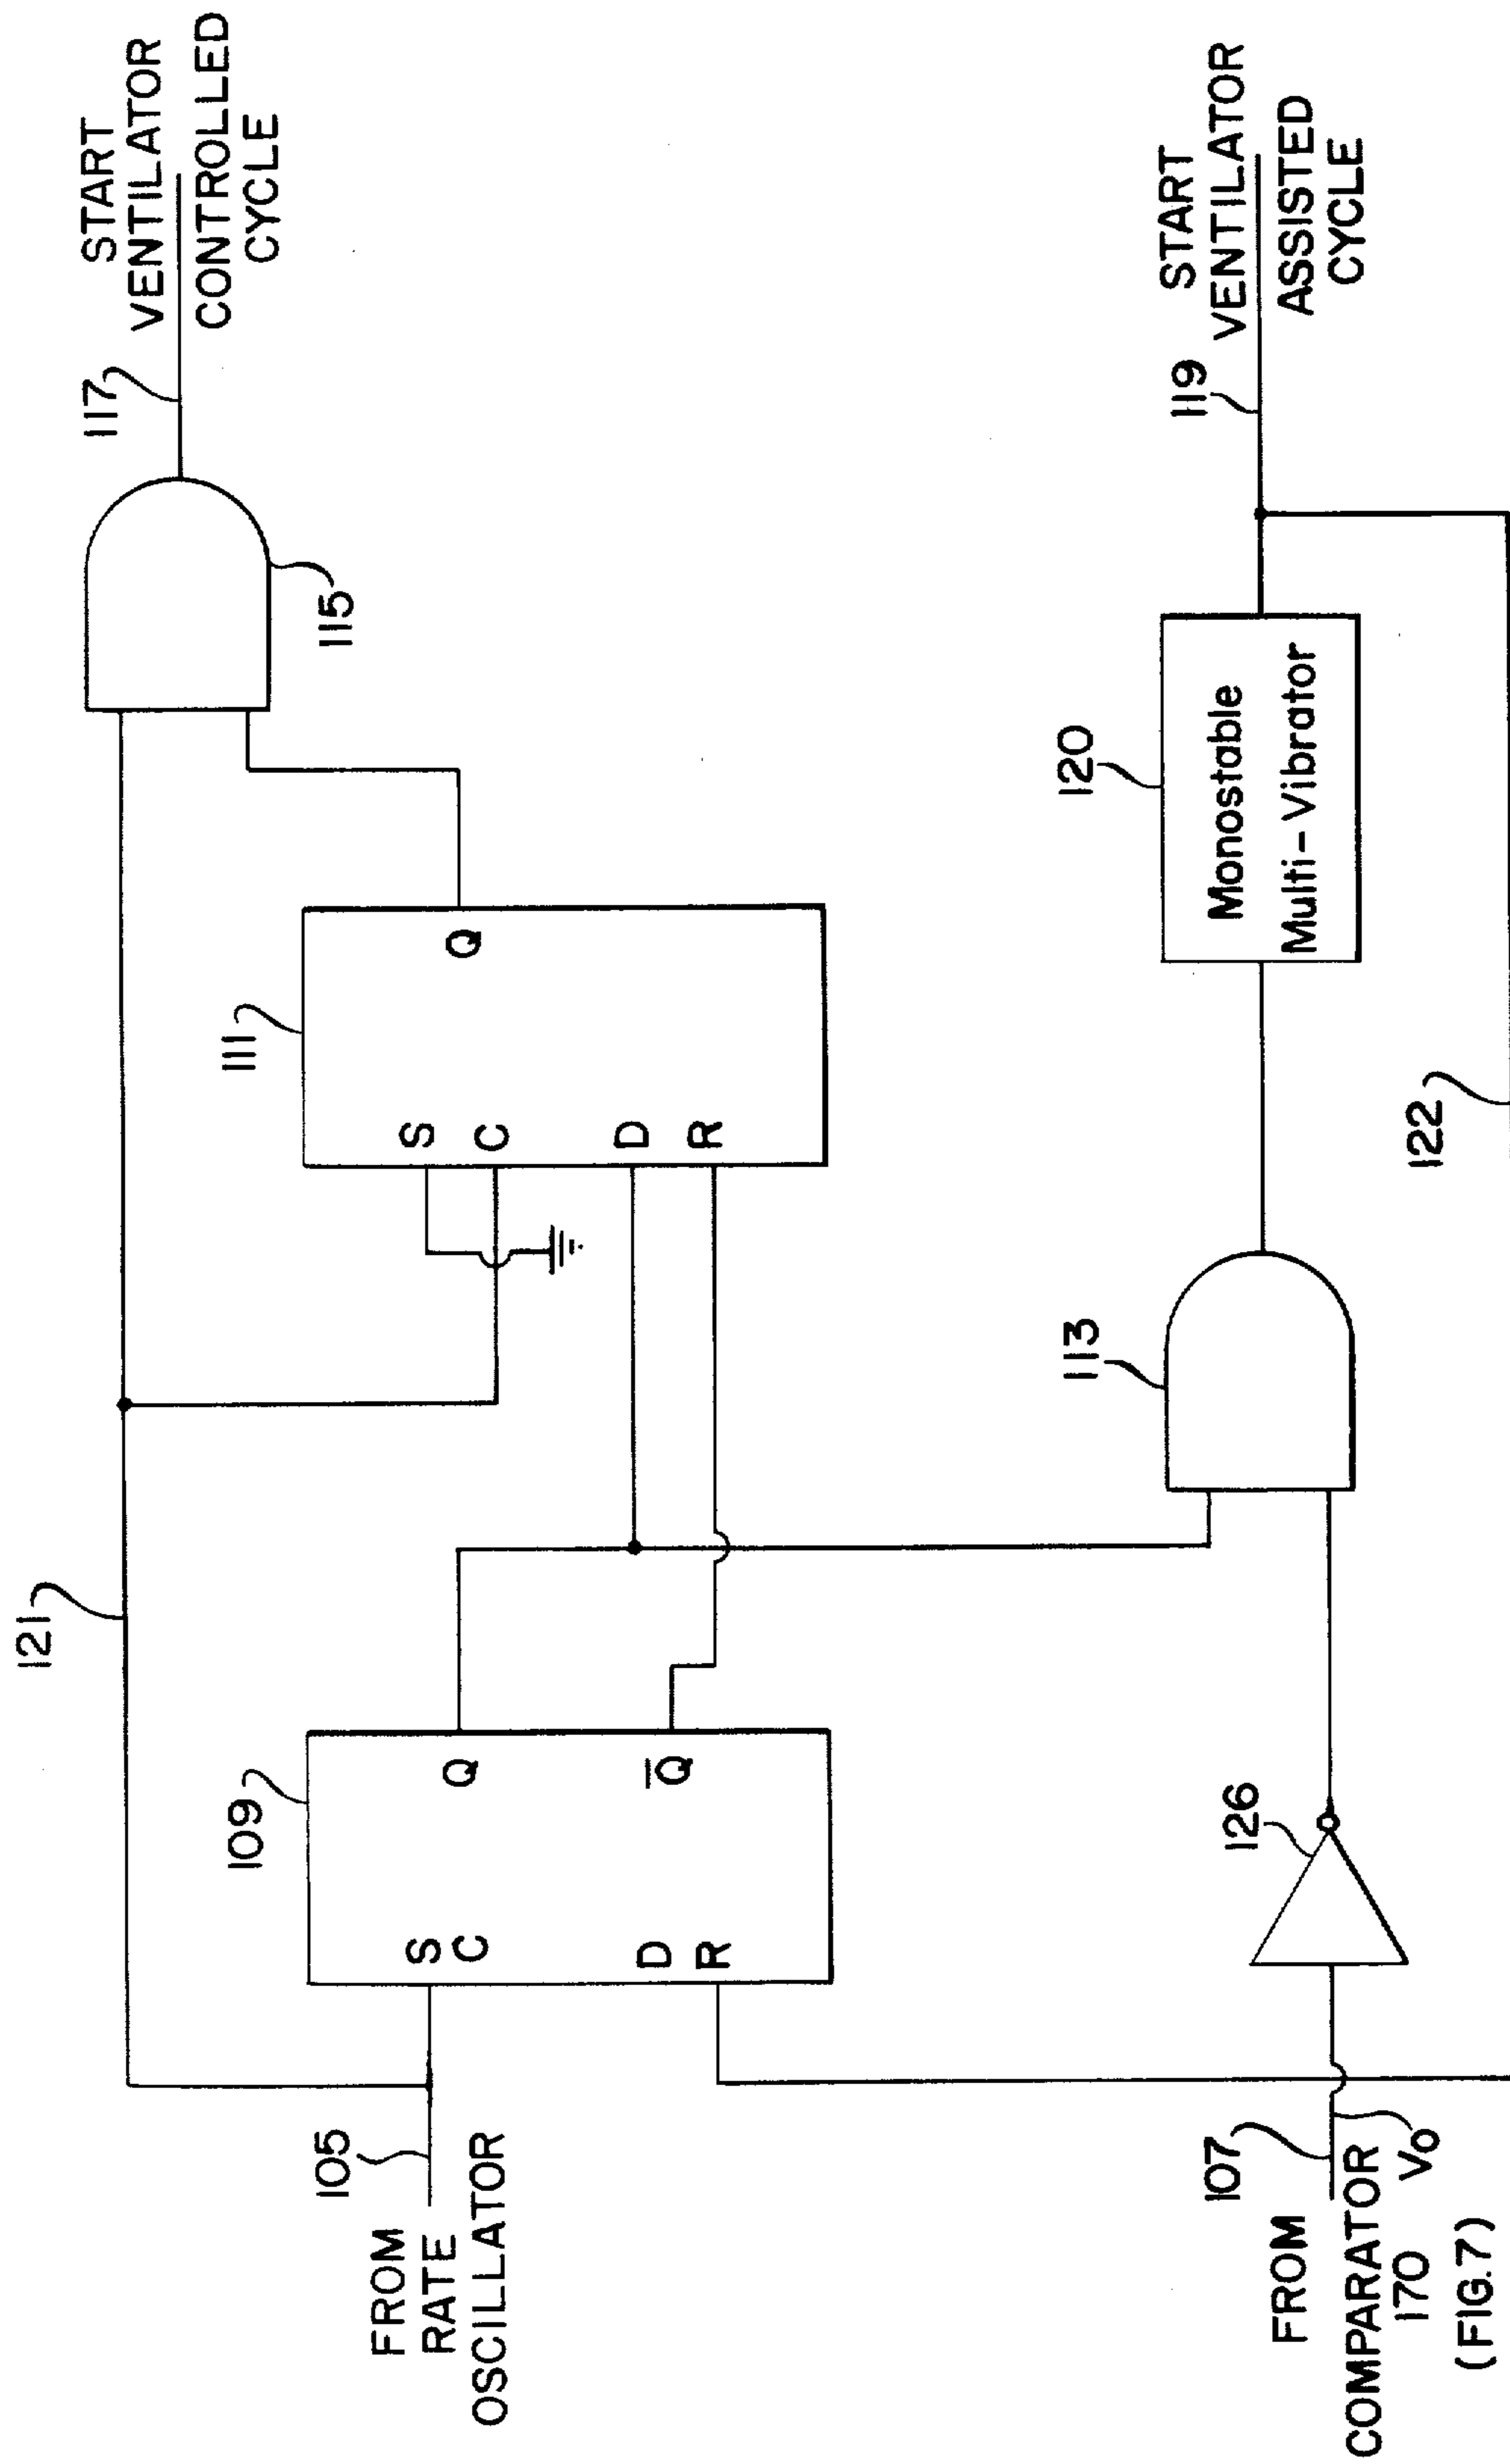 121
START
VENTILATOR
CONTROLLED
CYCLE
117
115
111
S
C
D
R
Q
109
S
C
D
R
Q
Q̅
105
FROM
RATE
OSCILLATOR
START
VENTILATOR
ASSISTED
CYCLE
119
120
Monostable
Multi-Vibrator
113
126
107
FROM
COMPARATOR
170
(FIG.7)
VO
122